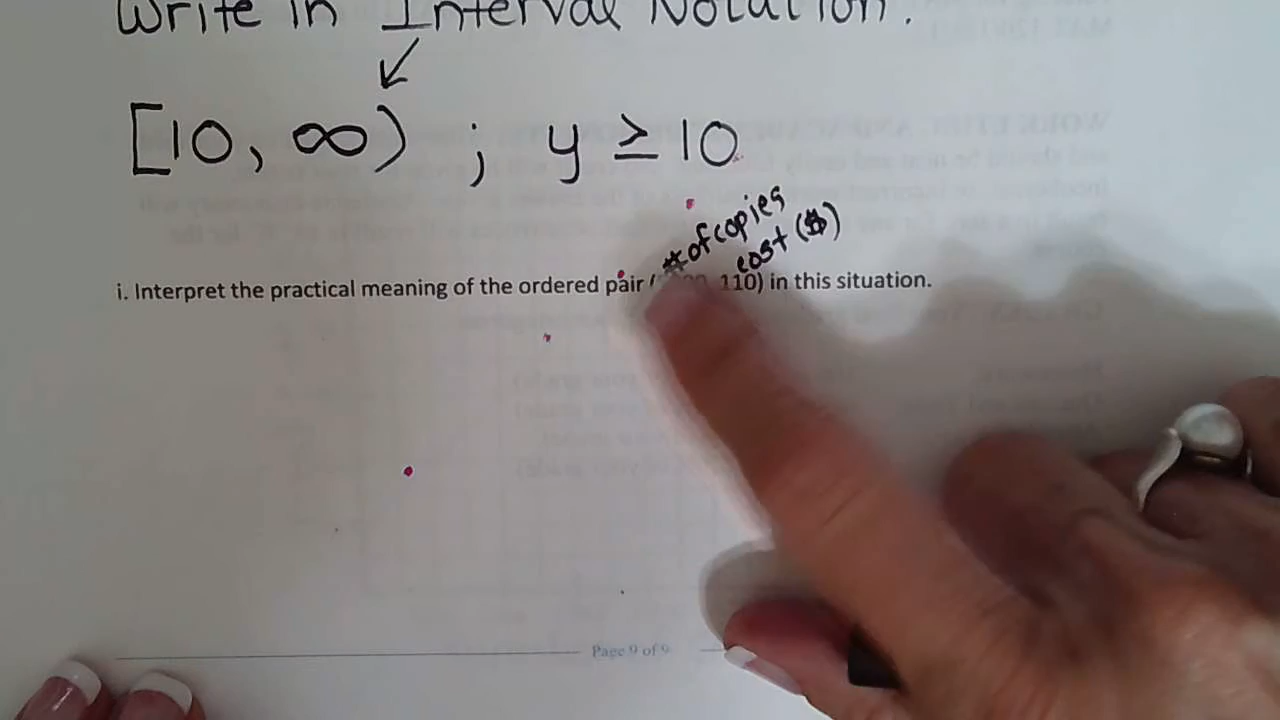 Write in Interval Notation.
[10, ∞) ; y ≥ 10
# of copies
cost ($)
i. Interpret the practical meaning of the ordered pair ( , 110) in this situation.
Page 9 of 9